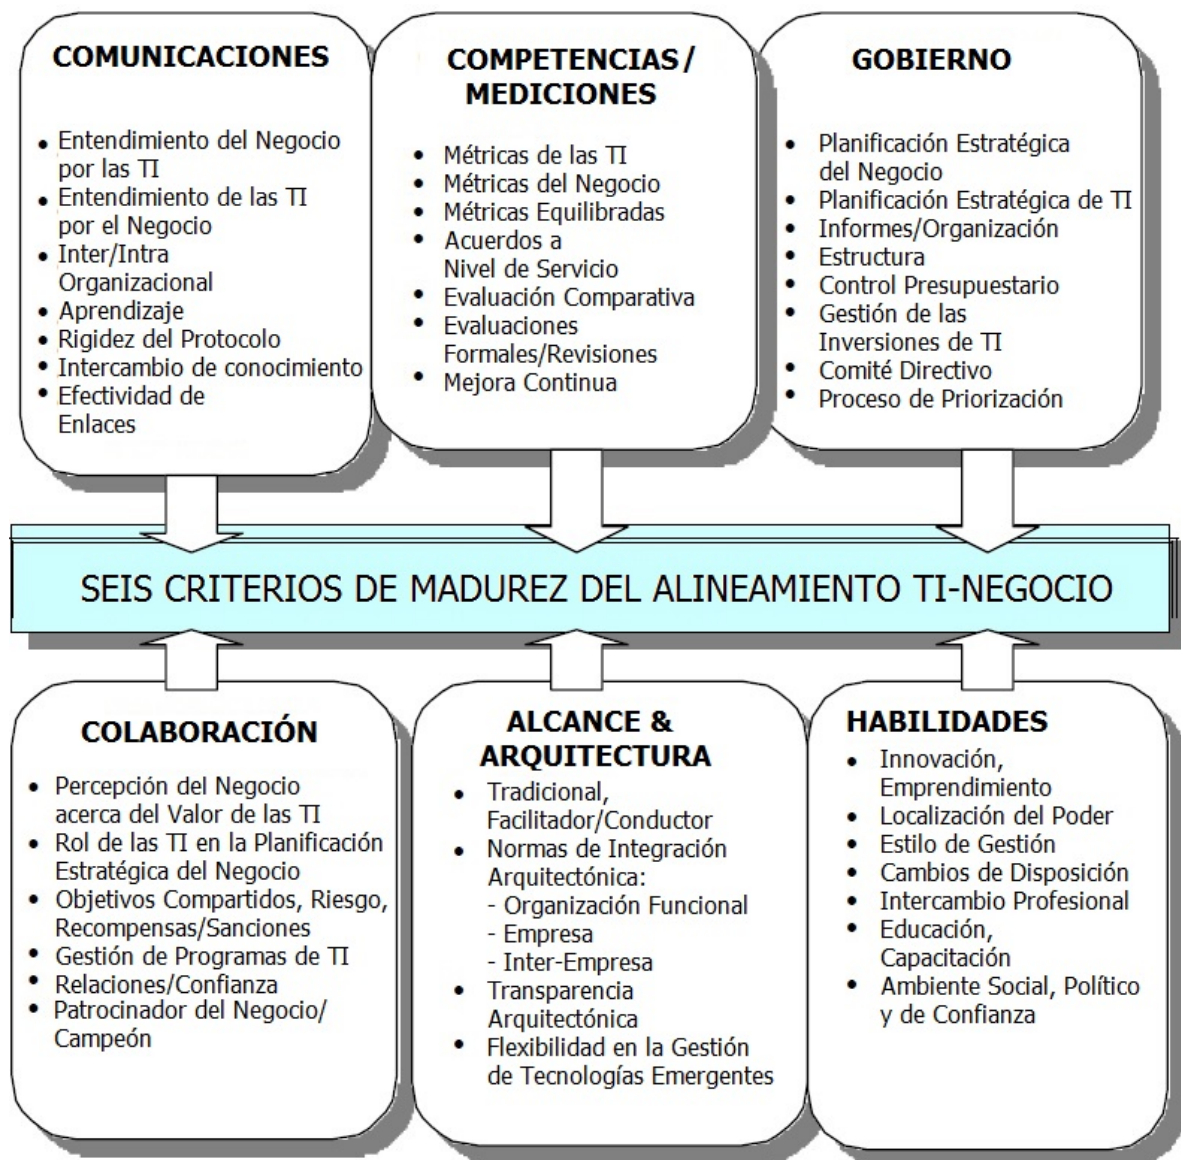 COMUNICACIONES
• Entendimiento del Negocio
por las TI
• Entendimiento de las TI
por el Negocio
• Inter/Intra
Organizacional
• Aprendizaje
• Rigidez del Protocolo
• Intercambio de conocimiento
• Efectividad de
Enlaces
COMPETENCIAS/
MEDICIONES
• Métricas de las TI
• Métricas del Negocio
• Métricas Equilibradas
• Acuerdos a
Nivel de Servicio
• Evaluación Comparativa
• Evaluaciones
Formales/Revisiones
• Mejora Continua
GOBIERNO
• Planificación Estratégica
del Negocio
• Planificación Estratégica de TI
• Informes/Organización
• Estructura
• Control Presupuestario
• Gestión de las
Inversiones de TI
• Comité Directivo
• Proceso de Priorización
SEIS CRITERIOS DE MADUREZ DEL ALINEAMIENTO TI-NEGOCIO
COLABORACIÓN
• Percepción del Negocio
acerca del Valor de las TI
• Rol de las TI en la Planificación
Estratégica del Negocio
• Objetivos Compartidos, Riesgo,
Recompensas/Sanciones
• Gestión de Programas de TI
• Relaciones/Confianza
• Patrocinador del Negocio/
Campeón
ALCANCE &
ARQUITECTURA
• Tradicional,
Facilitador/Conductor
• Normas de Integración
Arquitectónica:
- Organización Funcional
- Empresa
- Inter-Empresa
• Transparencia
Arquitectónica
• Flexibilidad en la Gestión
de Tecnologías Emergentes
HABILIDADES
• Innovación,
Emprendimiento
• Localización del Poder
• Estilo de Gestión
• Cambios de Disposición
• Intercambio Profesional
• Educación,
Capacitación
• Ambiente Social, Político
y de Confianza